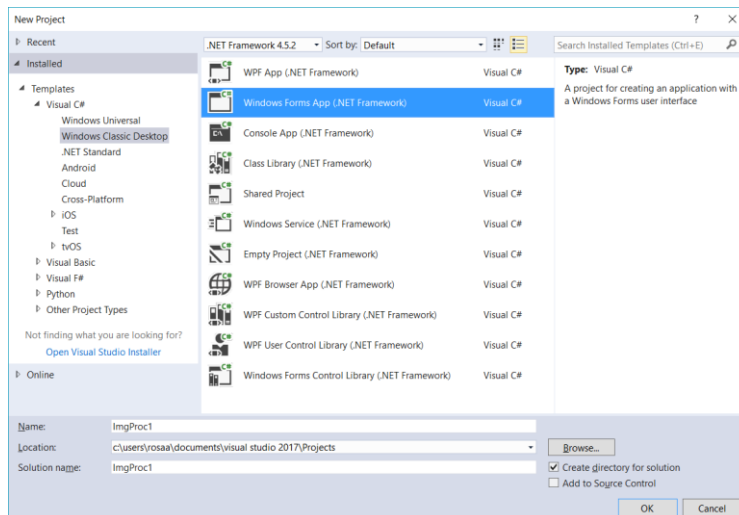 New Project
? ×
Recent
Installed
Templates
Visual C#
Windows Universal
Windows Classic Desktop
.NET Standard
Android
Cloud
Cross-Platform
iOS
Test
tvOS
Visual Basic
Visual F#
Python
Other Project Types
Not finding what you are looking for?
Open Visual Studio Installer
Online
.NET Framework 4.5.2 Sort by: Default
WPF App (.NET Framework) Visual C#
Windows Forms App (.NET Framework) Visual C#
Console App (.NET Framework) Visual C#
Class Library (.NET Framework) Visual C#
Shared Project Visual C#
Windows Service (.NET Framework) Visual C#
Empty Project (.NET Framework) Visual C#
WPF Browser App (.NET Framework) Visual C#
WPF Custom Control Library (.NET Framework) Visual C#
WPF User Control Library (.NET Framework) Visual C#
Windows Forms Control Library (.NET Framework) Visual C#
Search Installed Templates (Ctrl+E)
Type: Visual C#
A project for creating an application with
a Windows Forms user interface
Name: ImgProc1
Location: c:\users\rosaa\documents\visual studio 2017\Projects
Solution name: ImgProc1
Browse...
Create directory for solution
Add to Source Control
OK Cancel